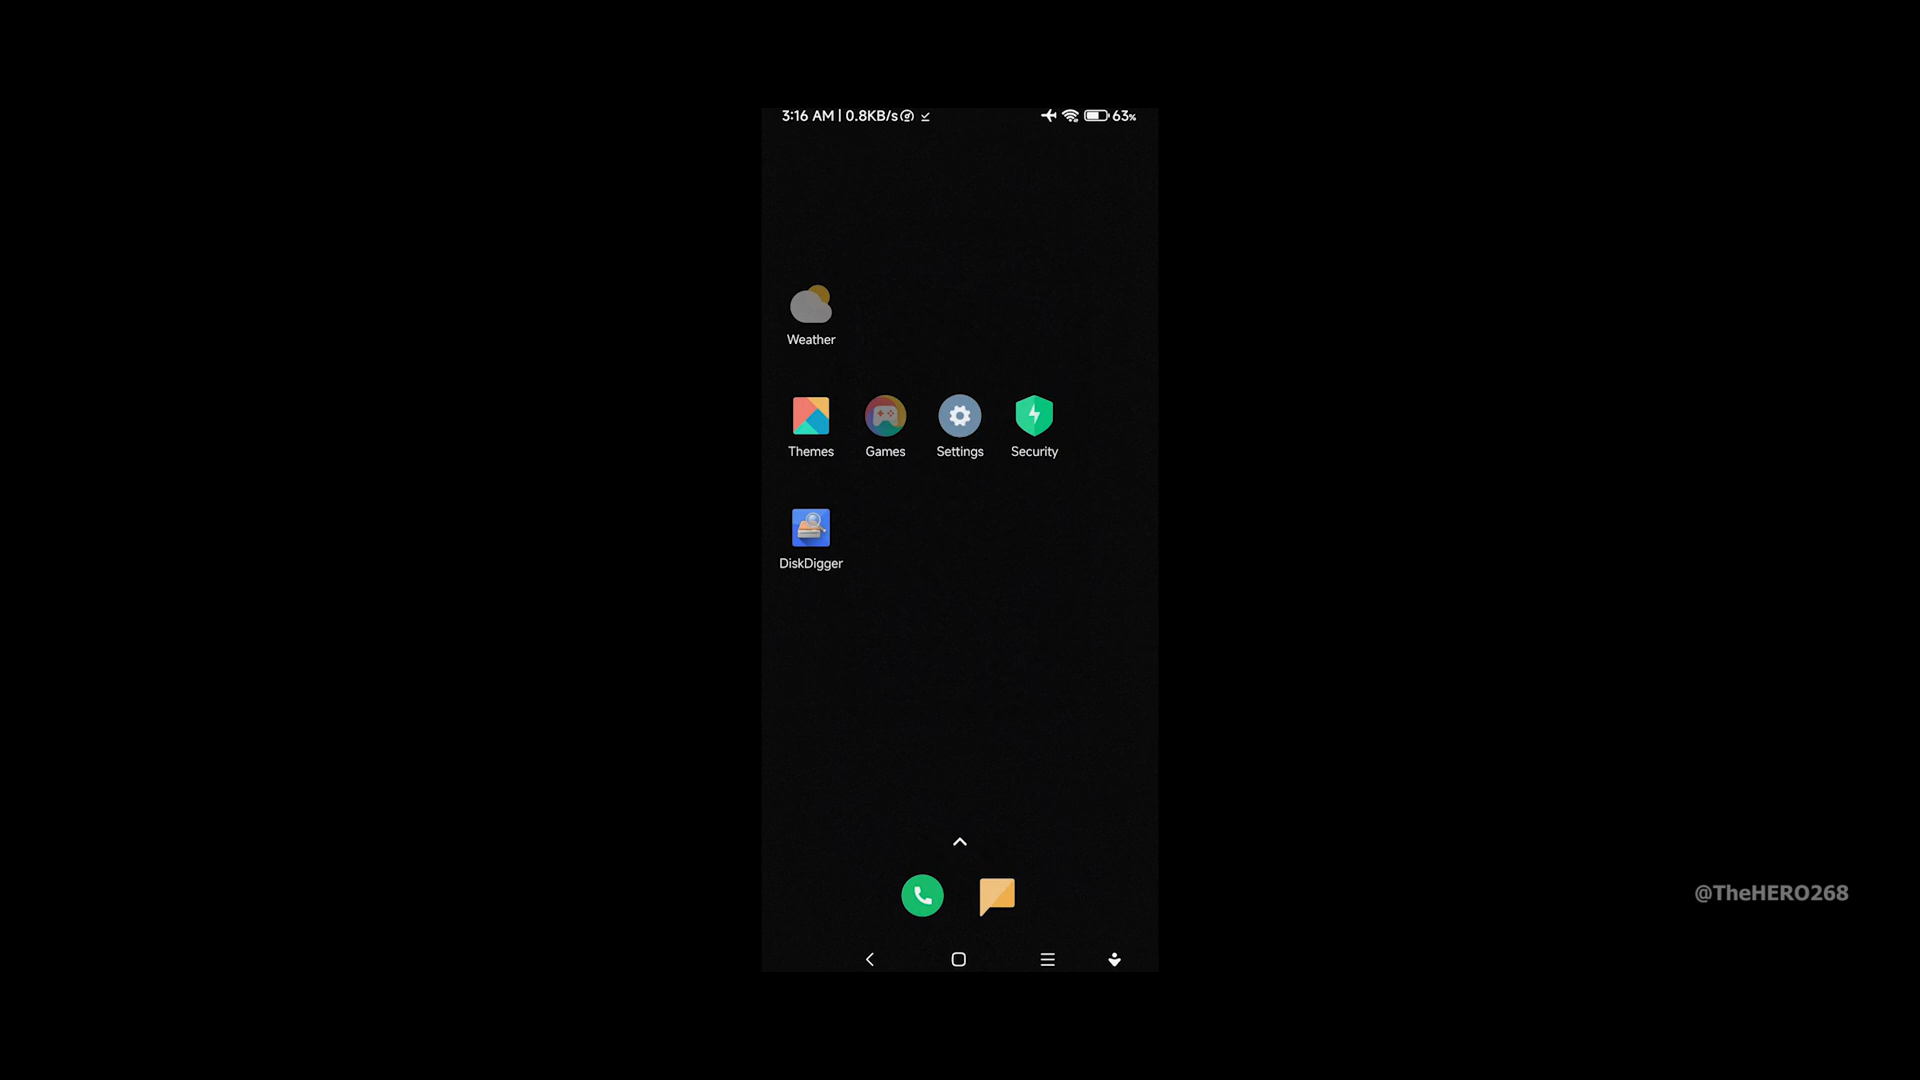 3:16 AM | 0.8KB/s 63%
Weather
Themes Games Settings Security
DiskDigger
@TheHERO268